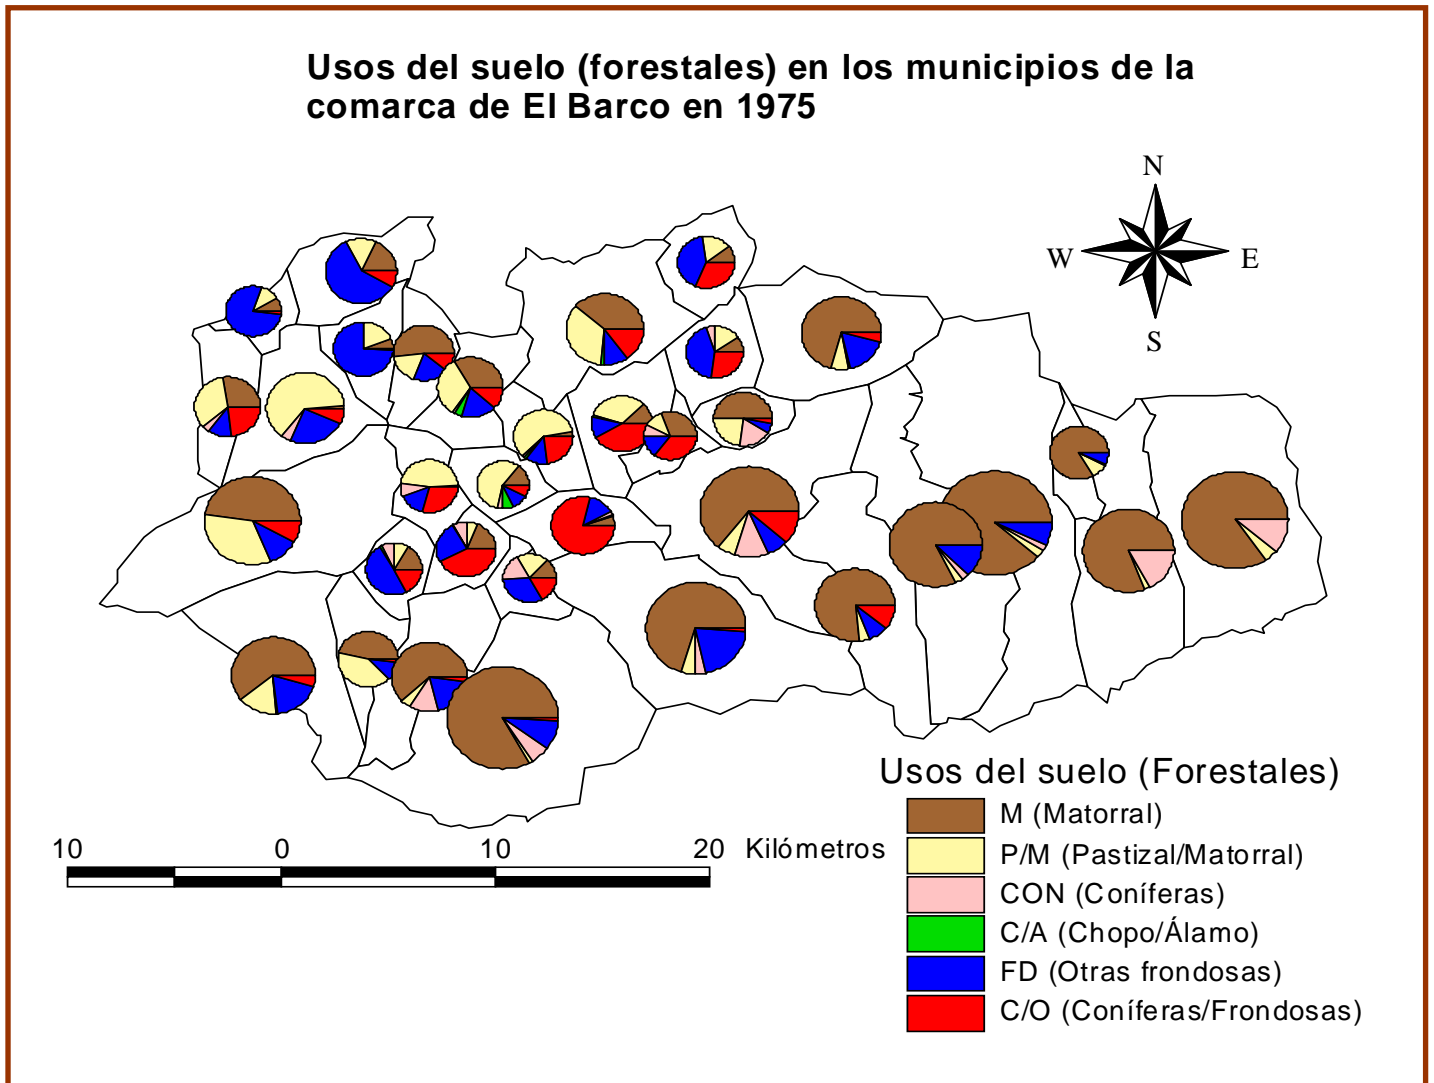 Usos del suelo (forestales) en los municipios de la
comarca de El Barco en 1975
N
W
E
S
Usos del suelo (Forestales)
M (Matorral)
P/M (Pastizal/Matorral)
CON (Coníferas)
C/A (Chopo/Álamo)
FD (Otras frondosas)
C/O (Coníferas/Frondosas)
10 0 10 20 Kilómetros